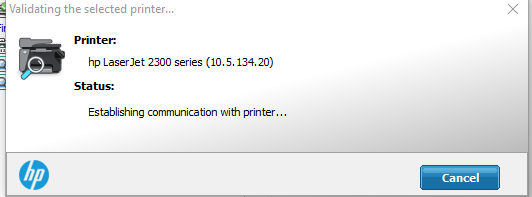 Validating the selected printer...
Printer:
hp LaserJet 2300 series (10.5.134.20)
Status:
Establishing communication with printer...
hp
Cancel